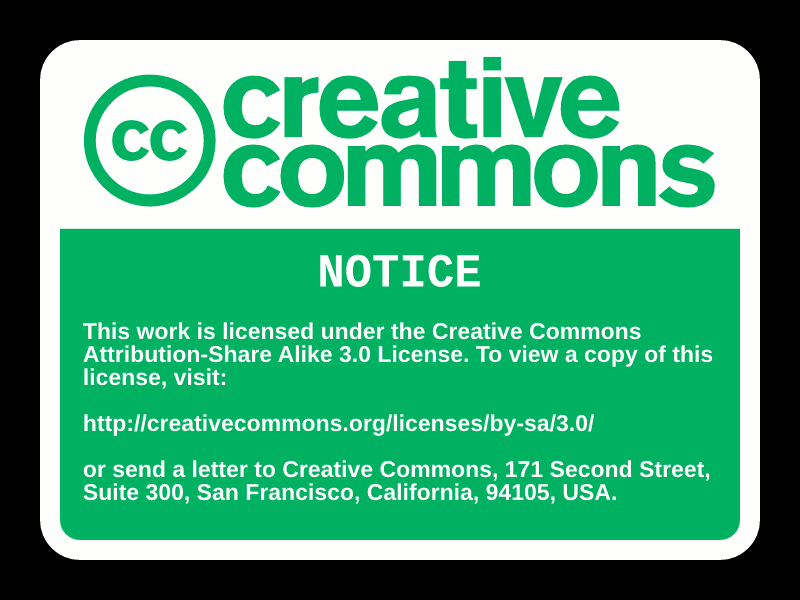 cc creative
commons
NOTICE
This work is licensed under the Creative Commons
Attribution-Share Alike 3.0 License. To view a copy of this
license, visit:
http://creativecommons.org/licenses/by-sa/3.0/
or send a letter to Creative Commons, 171 Second Street,
Suite 300, San Francisco, California, 94105, USA.